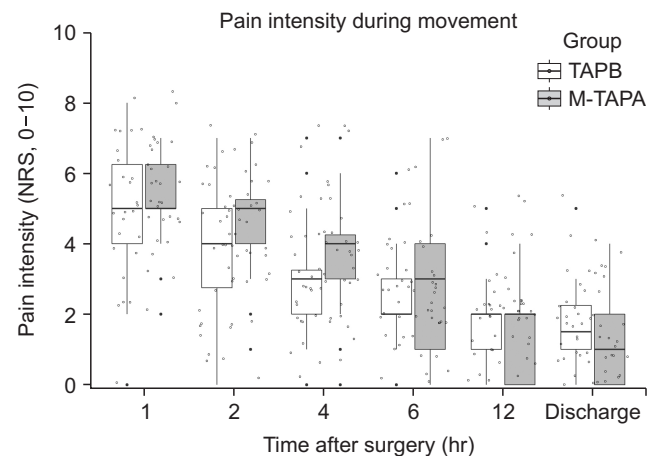 Pain intensity during movement
Group
TAPB
M-TAPA
Pain intensity (NRS, 0–10)
10
8
6
4
2
0
1 2 4 6 12 Discharge
Time after surgery (hr)